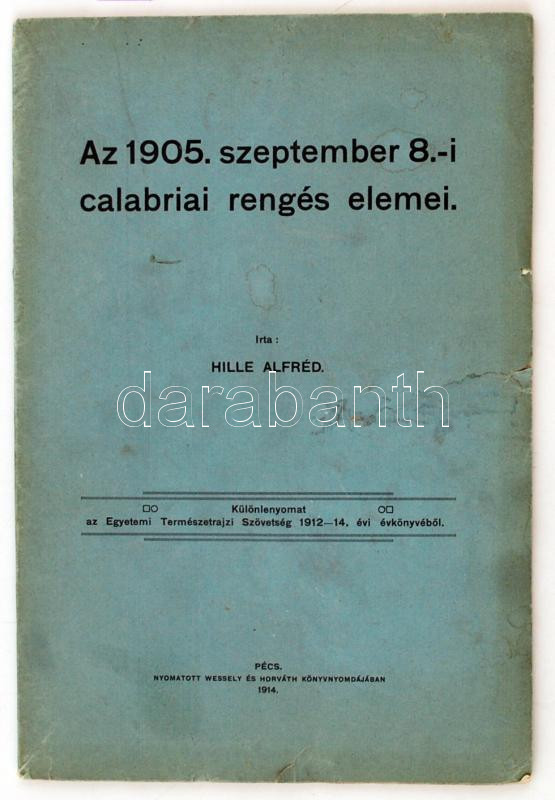 Az 1905. szeptember 8.-i
calabriai rengés elemei.
Irta :
HILLE ALFRÉD.
darabanth
Különlenyomat
az Egyetemi Természetrajzi Szövetség 1912—14. évi évkönyvéből.
PÉCS.
NYOMATOTT WESSELY ÉS HORVÁTH KÖNYVNYOMDÁJÁBAN
1914.